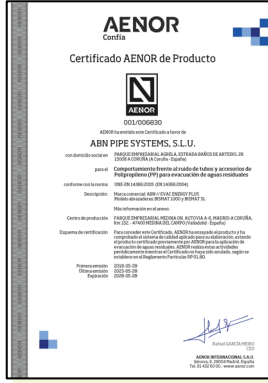 AENOR
Confía
Certificado AENOR de Producto
AENOR
001/006830
AENOR ha emitido este Certificado a favor de
ABN PIPE SYSTEMS, S.L.U.
con domicilio social en PARQUE EMPRESARIAL AGRELA, ESTRADA BAÑOS DE ARTEIXO, 28
15008 A CORUÑA (A Coruña - España)
para el Comportamiento frente al ruido de tubos y accesorios de
Polipropileno (PP) para evacuación de aguas residuales
conforme con la norma UNE-EN 14366:2005 (EN 14366:2004)
Descripción: Marca comercial: ABN // EVAC ENERGY PLUS
Modelo abrazaderas: BISMAT 1000 y BISMAT SL
Más información en el anexo.
Centro de producción PARQUE EMPRESARIAL MEDINA ON. AUTOVIA A-6, MADRID-A CORUÑA,
Km 152. - 47400 MEDINA DEL CAMPO (Valladolid - España)
Esquema de certificación Para conceder este Certificado, AENOR ha ensayado el producto y ha
comprobado el sistema de calidad aplicado para su elaboración, estando
el producto certificado previamente por AENOR para la aplicación de
evacuación de aguas residuales. AENOR realiza estas actividades
periódicamente mientras el Certificado no haya sido anulado, según se
establece en el Reglamento Particular RP 01.80.
Primera emisión 2018-05-28
Última emisión 2023-05-28
Expiración 2028-05-28
Rafael GARCÍA MEIRO
CEO
AENOR INTERNACIONAL S.A.U.
Génova, 6. 28004 Madrid. España
Tel. 91 432 60 00.- www.aenor.com